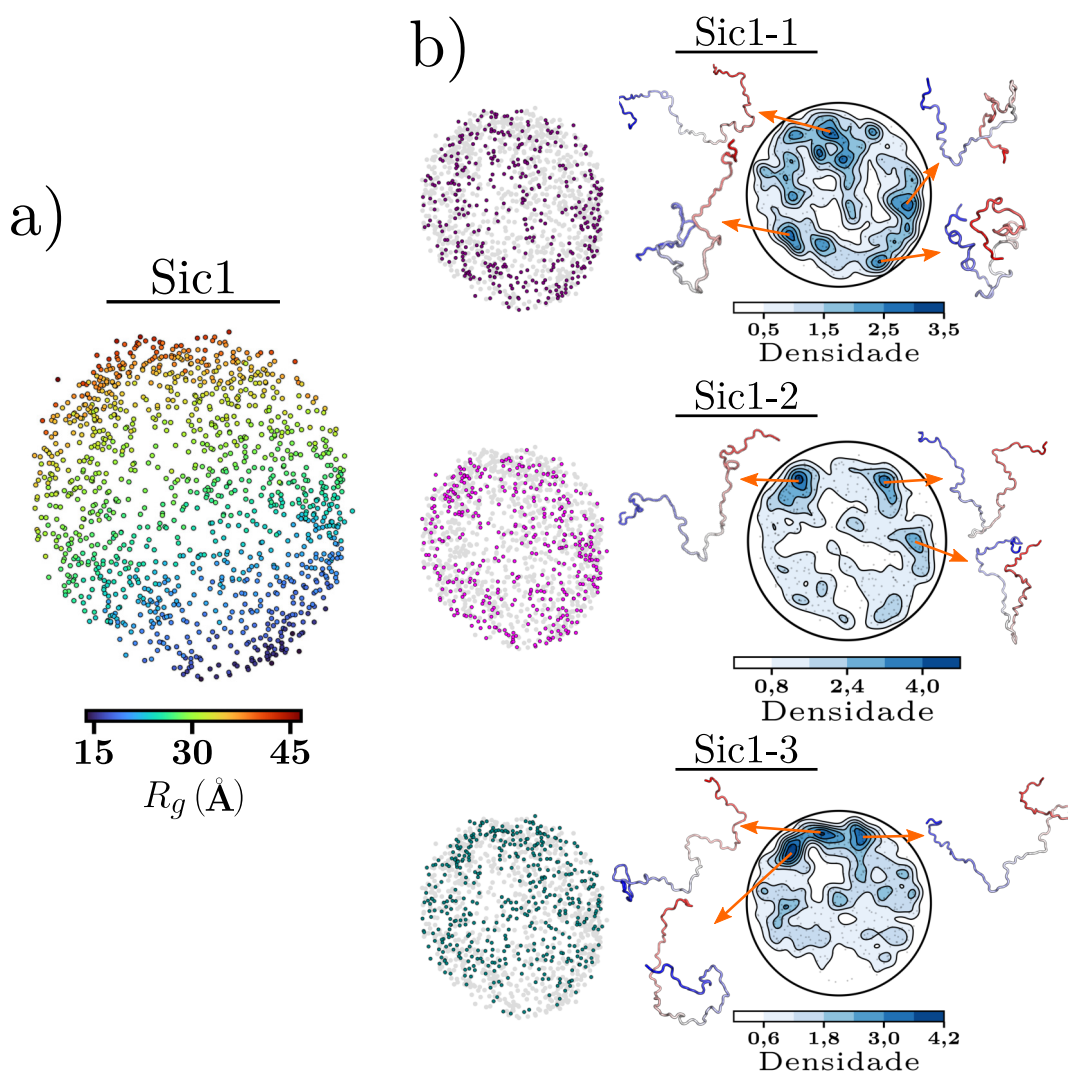 a)
Sic1
15 30 45
R_g (Å)
b)
Sic1-1
0,5 1,5 2,5 3,5
Densidade
Sic1-2
0,8 2,4 4,0
Densidade
Sic1-3
0,6 1,8 3,0 4,2
Densidade